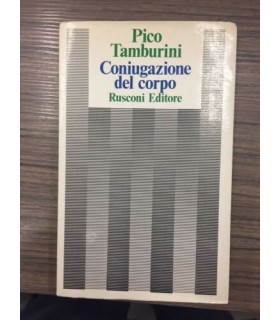 Pico
Tamburini
Coniugazione
del corpo
Rusconi Editore